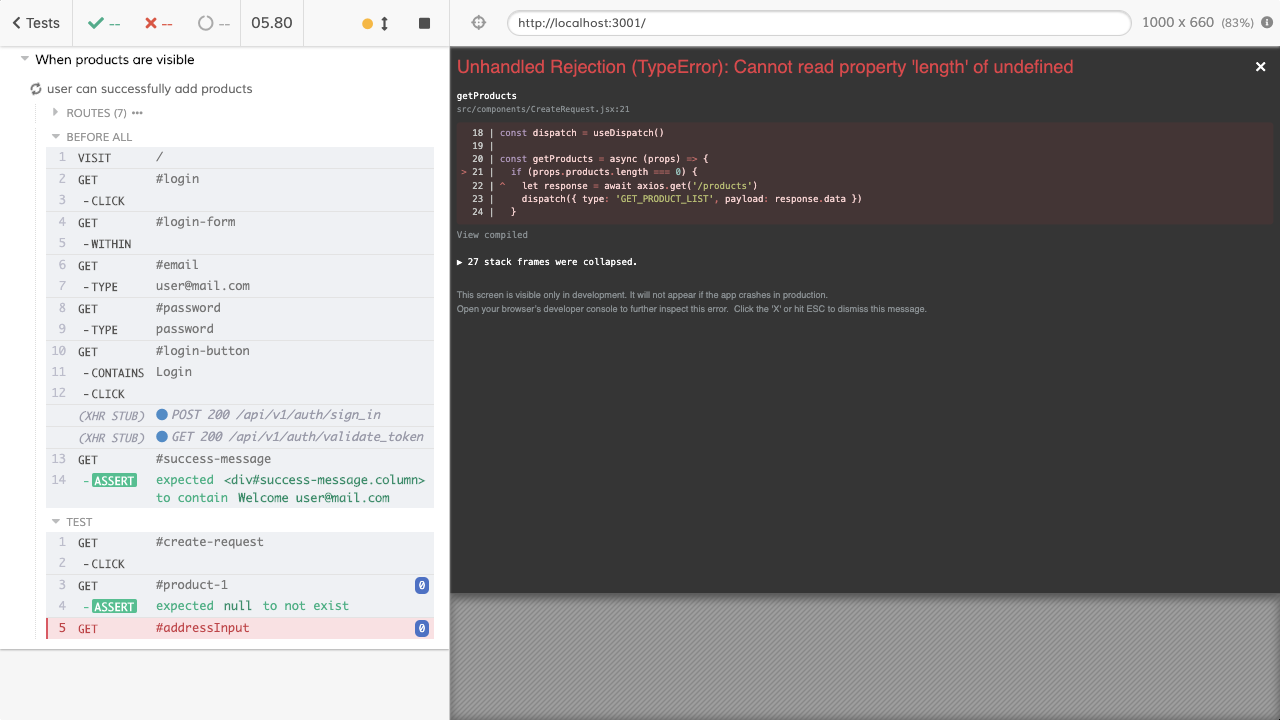 Tests
--
--
--
05.80
http://localhost:3001/
1000 x 660 (83%)
When products are visible
user can successfully add products
ROUTES (7)
BEFORE ALL
1 VISIT /
2 GET #login
3 -CLICK
4 GET #login-form
5 -WITHIN
6 GET #email
7 -TYPE user@mail.com
8 GET #password
9 -TYPE password
10 GET #login-button
11 -CONTAINS Login
12 -CLICK
(XHR STUB) POST 200 /api/v1/auth/sign_in
(XHR STUB) GET 200 /api/v1/auth/validate_token
13 GET #success-message
14 -ASSERT expected <div#success-message.column>
to contain Welcome user@mail.com
TEST
1 GET #create-request
2 -CLICK
3 GET #product-1 0
4 -ASSERT expected null to not exist
5 GET #addressInput 0
Unhandled Rejection (TypeError): Cannot read property 'length' of undefined
getProducts
src/components/CreateRequest.jsx:21
18 | const dispatch = useDispatch()
19 |
20 | const getProducts = async (props) => {
> 21 |   if (props.products.length === 0) {
22 | ^   let response = await axios.get('/products')
23 |     dispatch({ type: 'GET_PRODUCT_LIST', payload: response.data })
24 |   }
View compiled
▶ 27 stack frames were collapsed.
This screen is visible only in development. It will not appear if the app crashes in production.
Open your browser's developer console to further inspect this error.  Click the 'X' or hit ESC to dismiss this message.